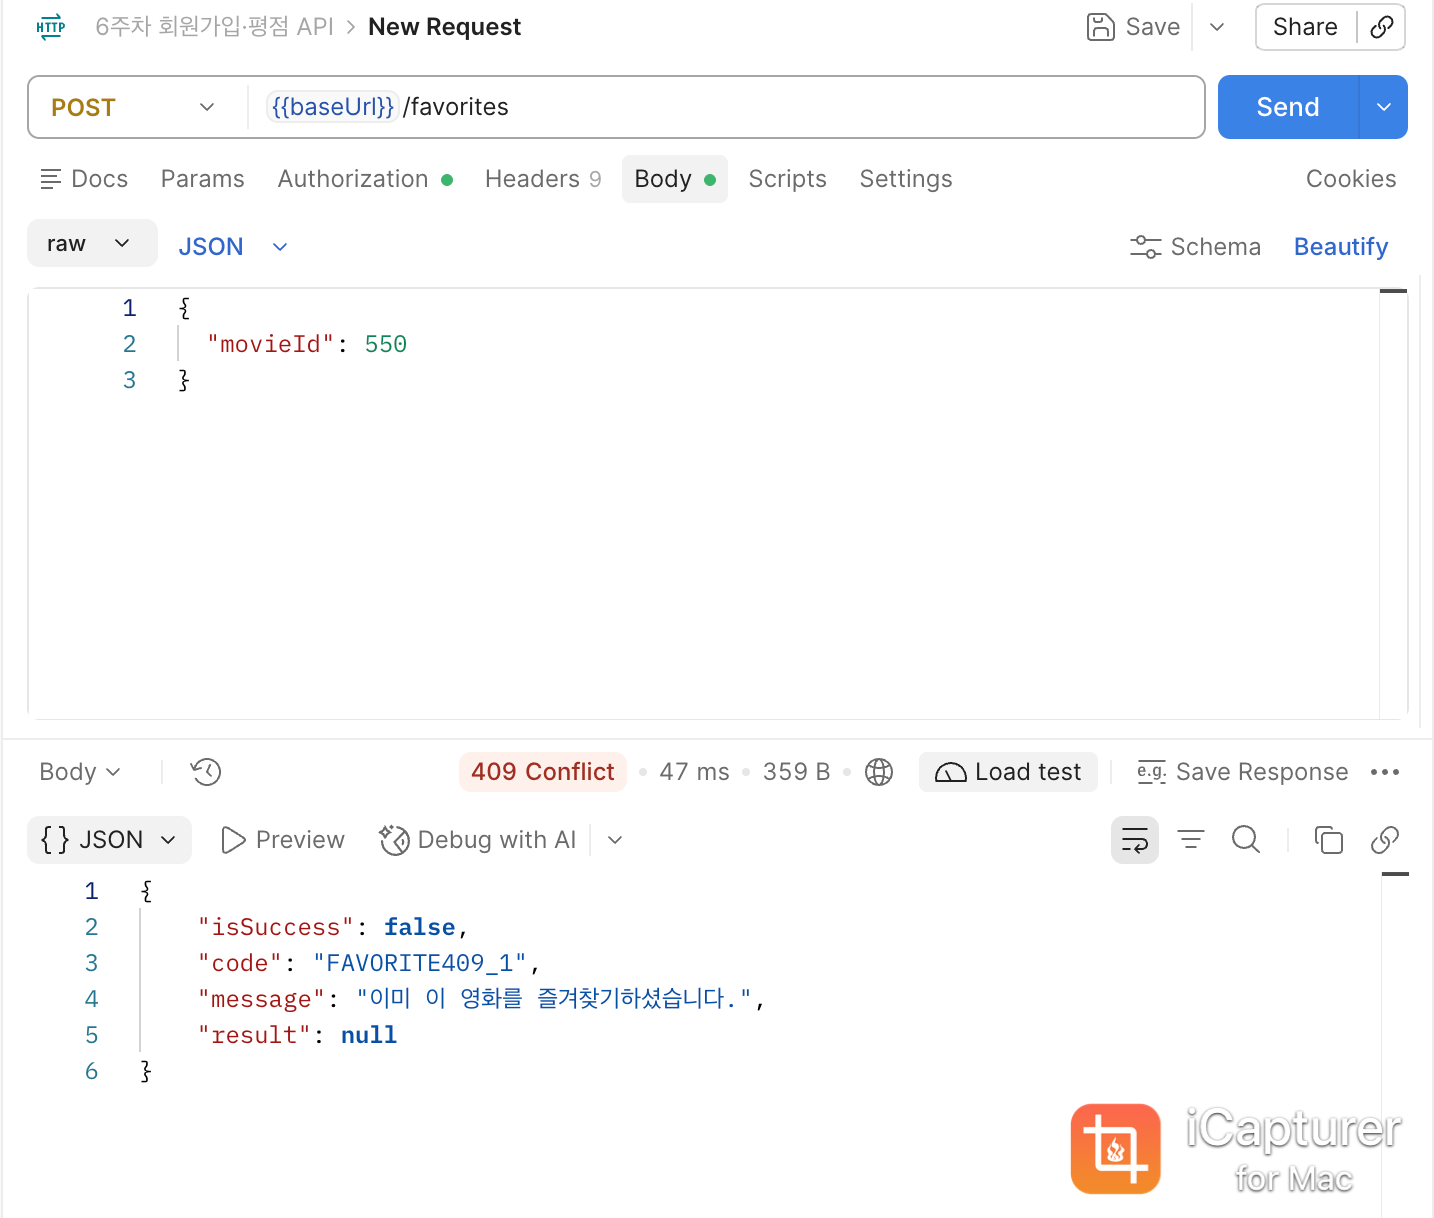 HTTP 6주차 회원가입·평점 API > New Request Save Share
POST {{baseUrl}}/favorites Send
Docs Params Authorization Headers 9 Body Scripts Settings Cookies
raw JSON Schema Beautify
1 {
2 "movieId": 550
3 }
Body 409 Conflict • 47 ms • 359 B • Load test e.g. Save Response
{} JSON Preview Debug with AI
1 {
2 "isSuccess": false,
3 "code": "FAVORITE409_1",
4 "message": "이미 이 영화를 즐겨찾기하셨습니다.",
5 "result": null
6 }
iCapturer
for Mac